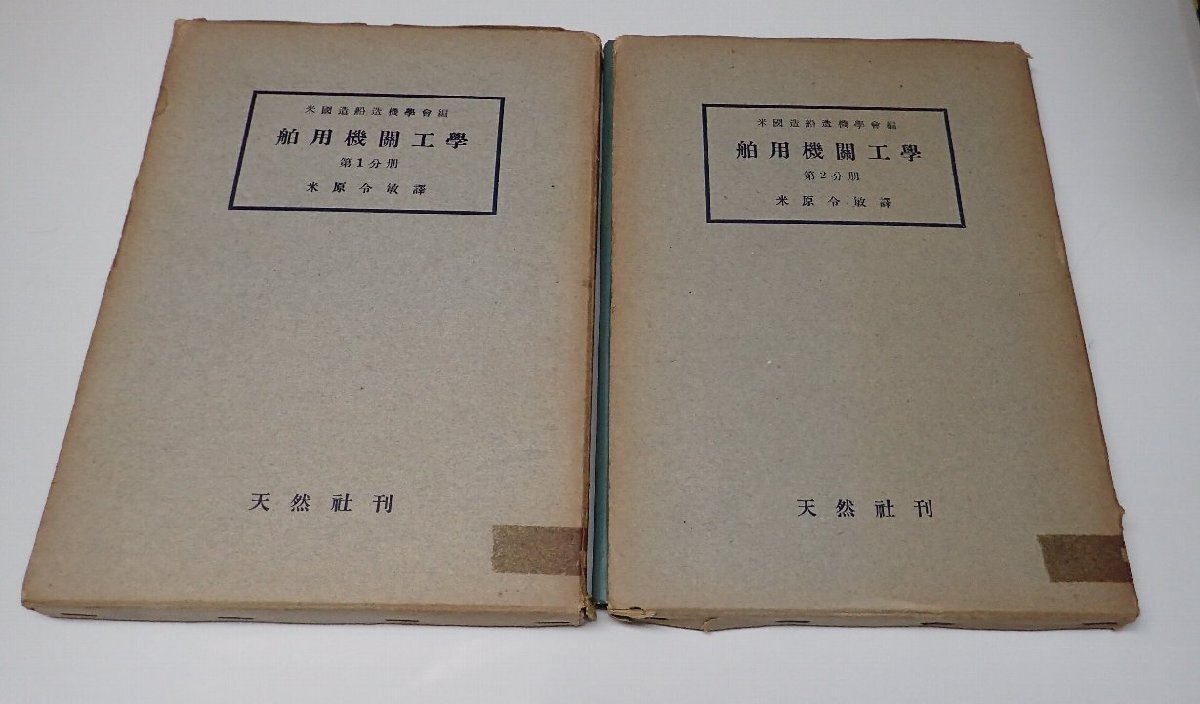 米國造船造機學會編
舶用機關工學
第1分册
米原令敏譯
天然社刊
米國造船造機學會編
舶用機關工學
第2分册
米原令敏譯
天然社刊